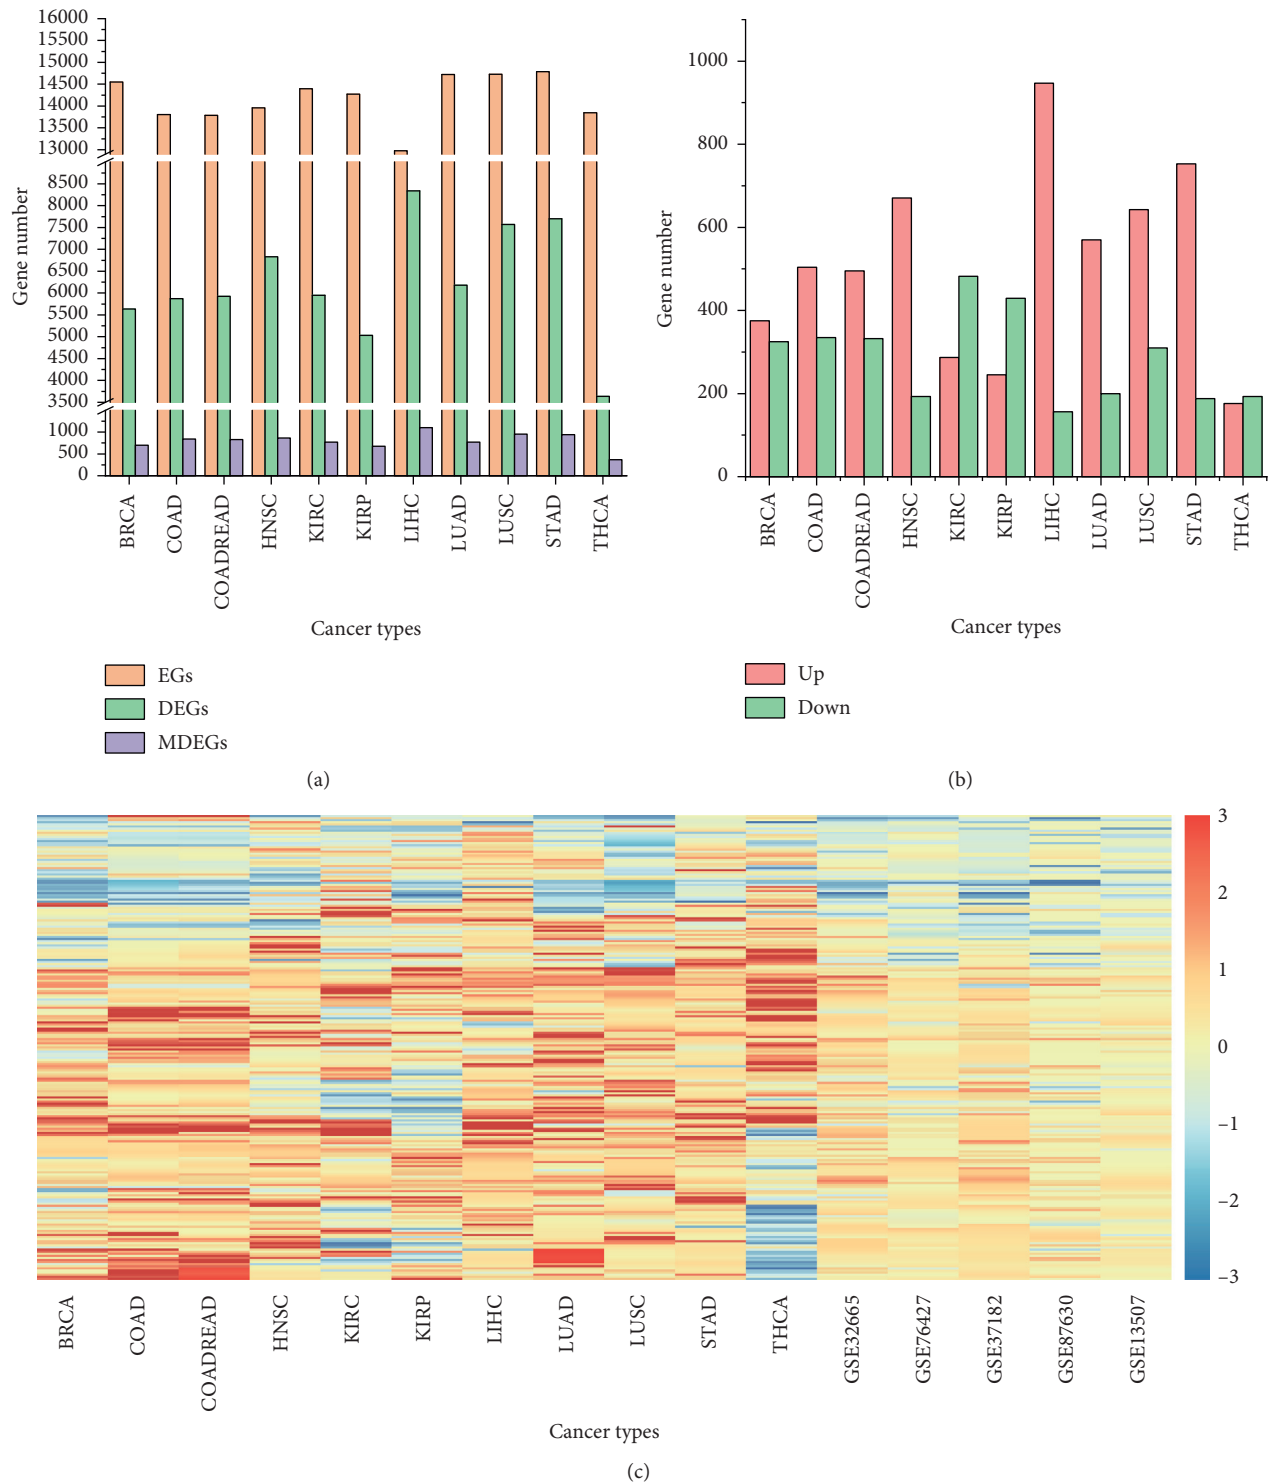 16000
15500
15000
14500
14000
13500
13000
8500
8000
7500
7000
6500
6000
5500
5000
4500
4000
3500
1000
500
0
Gene number
BRCA
COAD
COADREAD
HNSC
KIRC
KIRP
LIHC
LUAD
LUSC
STAD
THCA
Cancer types
EGs
DEGs
MDEGs
(a)
1000
800
600
400
200
0
Gene number
BRCA
COAD
COADREAD
HNSC
KIRC
KIRP
LIHC
LUAD
LUSC
STAD
THCA
Cancer types
Up
Down
(b)
3
2
1
0
−1
−2
−3
BRCA
COAD
COADREAD
HNSC
KIRC
KIRP
LIHC
LUAD
LUSC
STAD
THCA
GSE32665
GSE76427
GSE37182
GSE87630
GSE13507
Cancer types
(c)